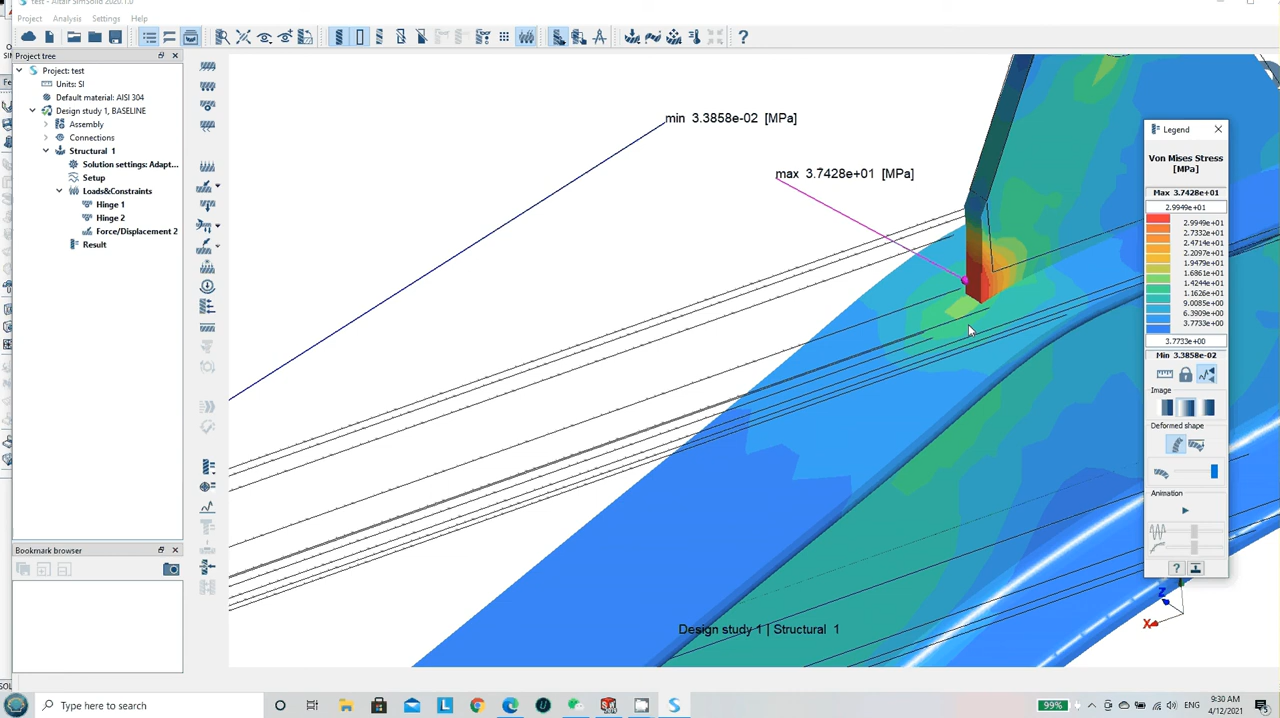 test - Altair SimSolid 2020.1.0
Project Analysis Settings Help
Project tree
Project: test
Units: SI
Default material: AISI 304
Design study 1, BASELINE
Assembly
Connections
Structural 1
Solution settings: Adapt...
Setup
Loads&Constraints
Hinge 1
Hinge 2
Force/Displacement 2
Result
Bookmark browser
min 3.3858e-02 [MPa]
max 3.7428e+01 [MPa]
Design study 1 | Structural 1
Legend
Von Mises Stress
[MPa]
Max 3.7428e+01
2.9949e+01
2.9949e+01
2.7332e+01
2.4714e+01
2.2097e+01
1.9479e+01
1.6861e+01
1.4244e+01
1.1626e+01
9.0085e+00
6.3909e+00
3.7733e+00
3.7733e+00
Min 3.3858e-02
Image
Deformed shape
Animation
Z
X
Type here to search
99%
ENG
9:30 AM
4/12/2021